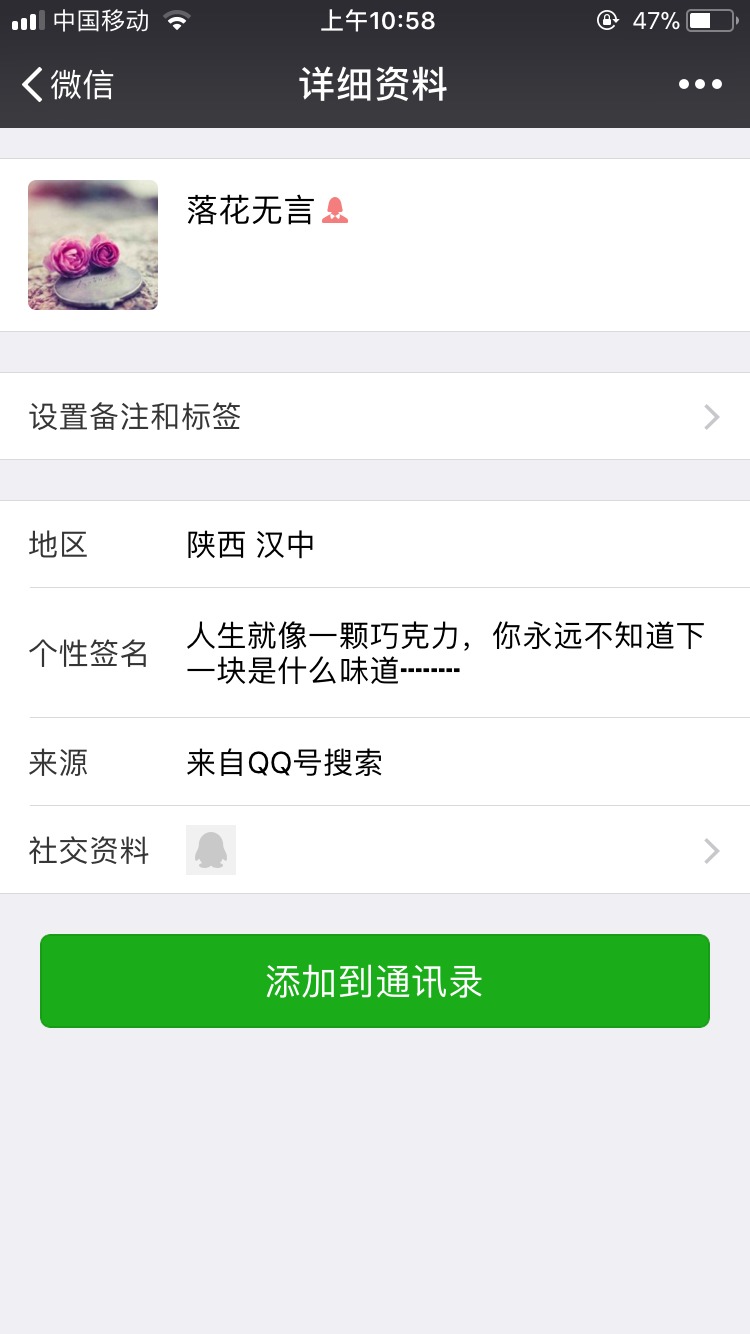 中国移动 上午10:58 47%
微信 详细资料
落花无言
设置备注和标签
地区 陕西 汉中
个性签名 人生就像一颗巧克力，你永远不知道下
一块是什么味道┅┅
来源 来自QQ号搜索
社交资料
添加到通讯录